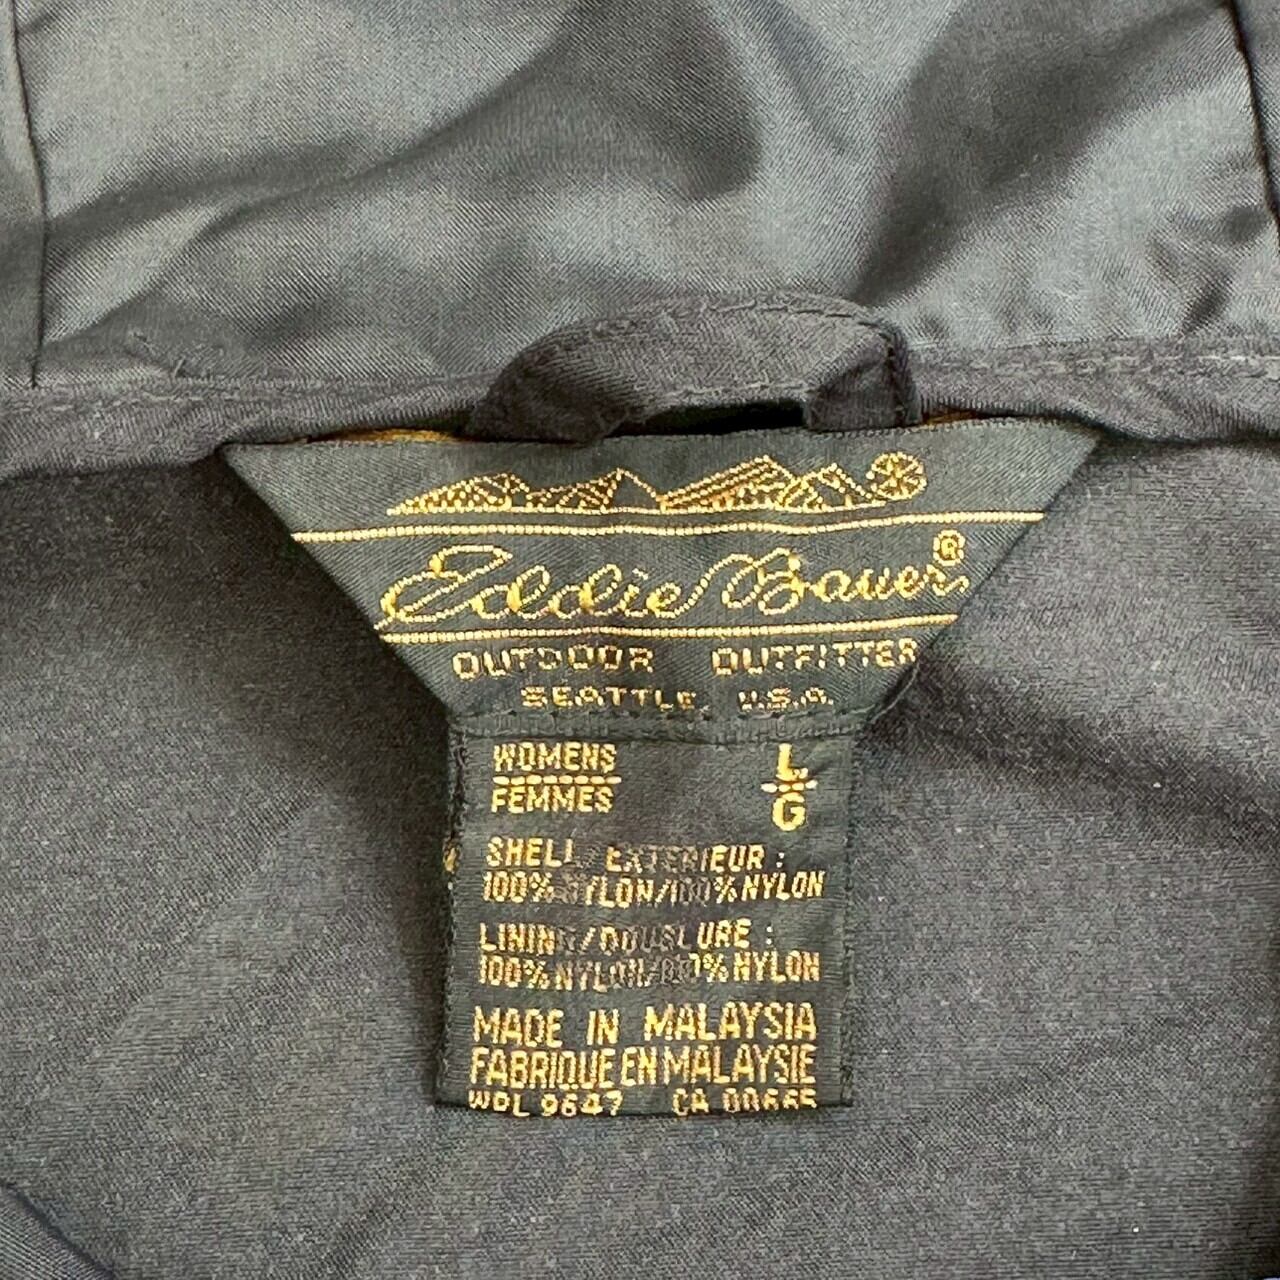 Eddie Bauer®
OUTDOOR OUTFITTER
SEATTLE, U.S.A.
WOMENS L
FEMMES G
SHELL/EXTERIEUR:
100% NYLON/100% NYLON
LINING/DOUBLURE:
100% NYLON/100% NYLON
MADE IN MALAYSIA
FABRIQUE EN MALAYSIE
WPL 9647 CA 00665